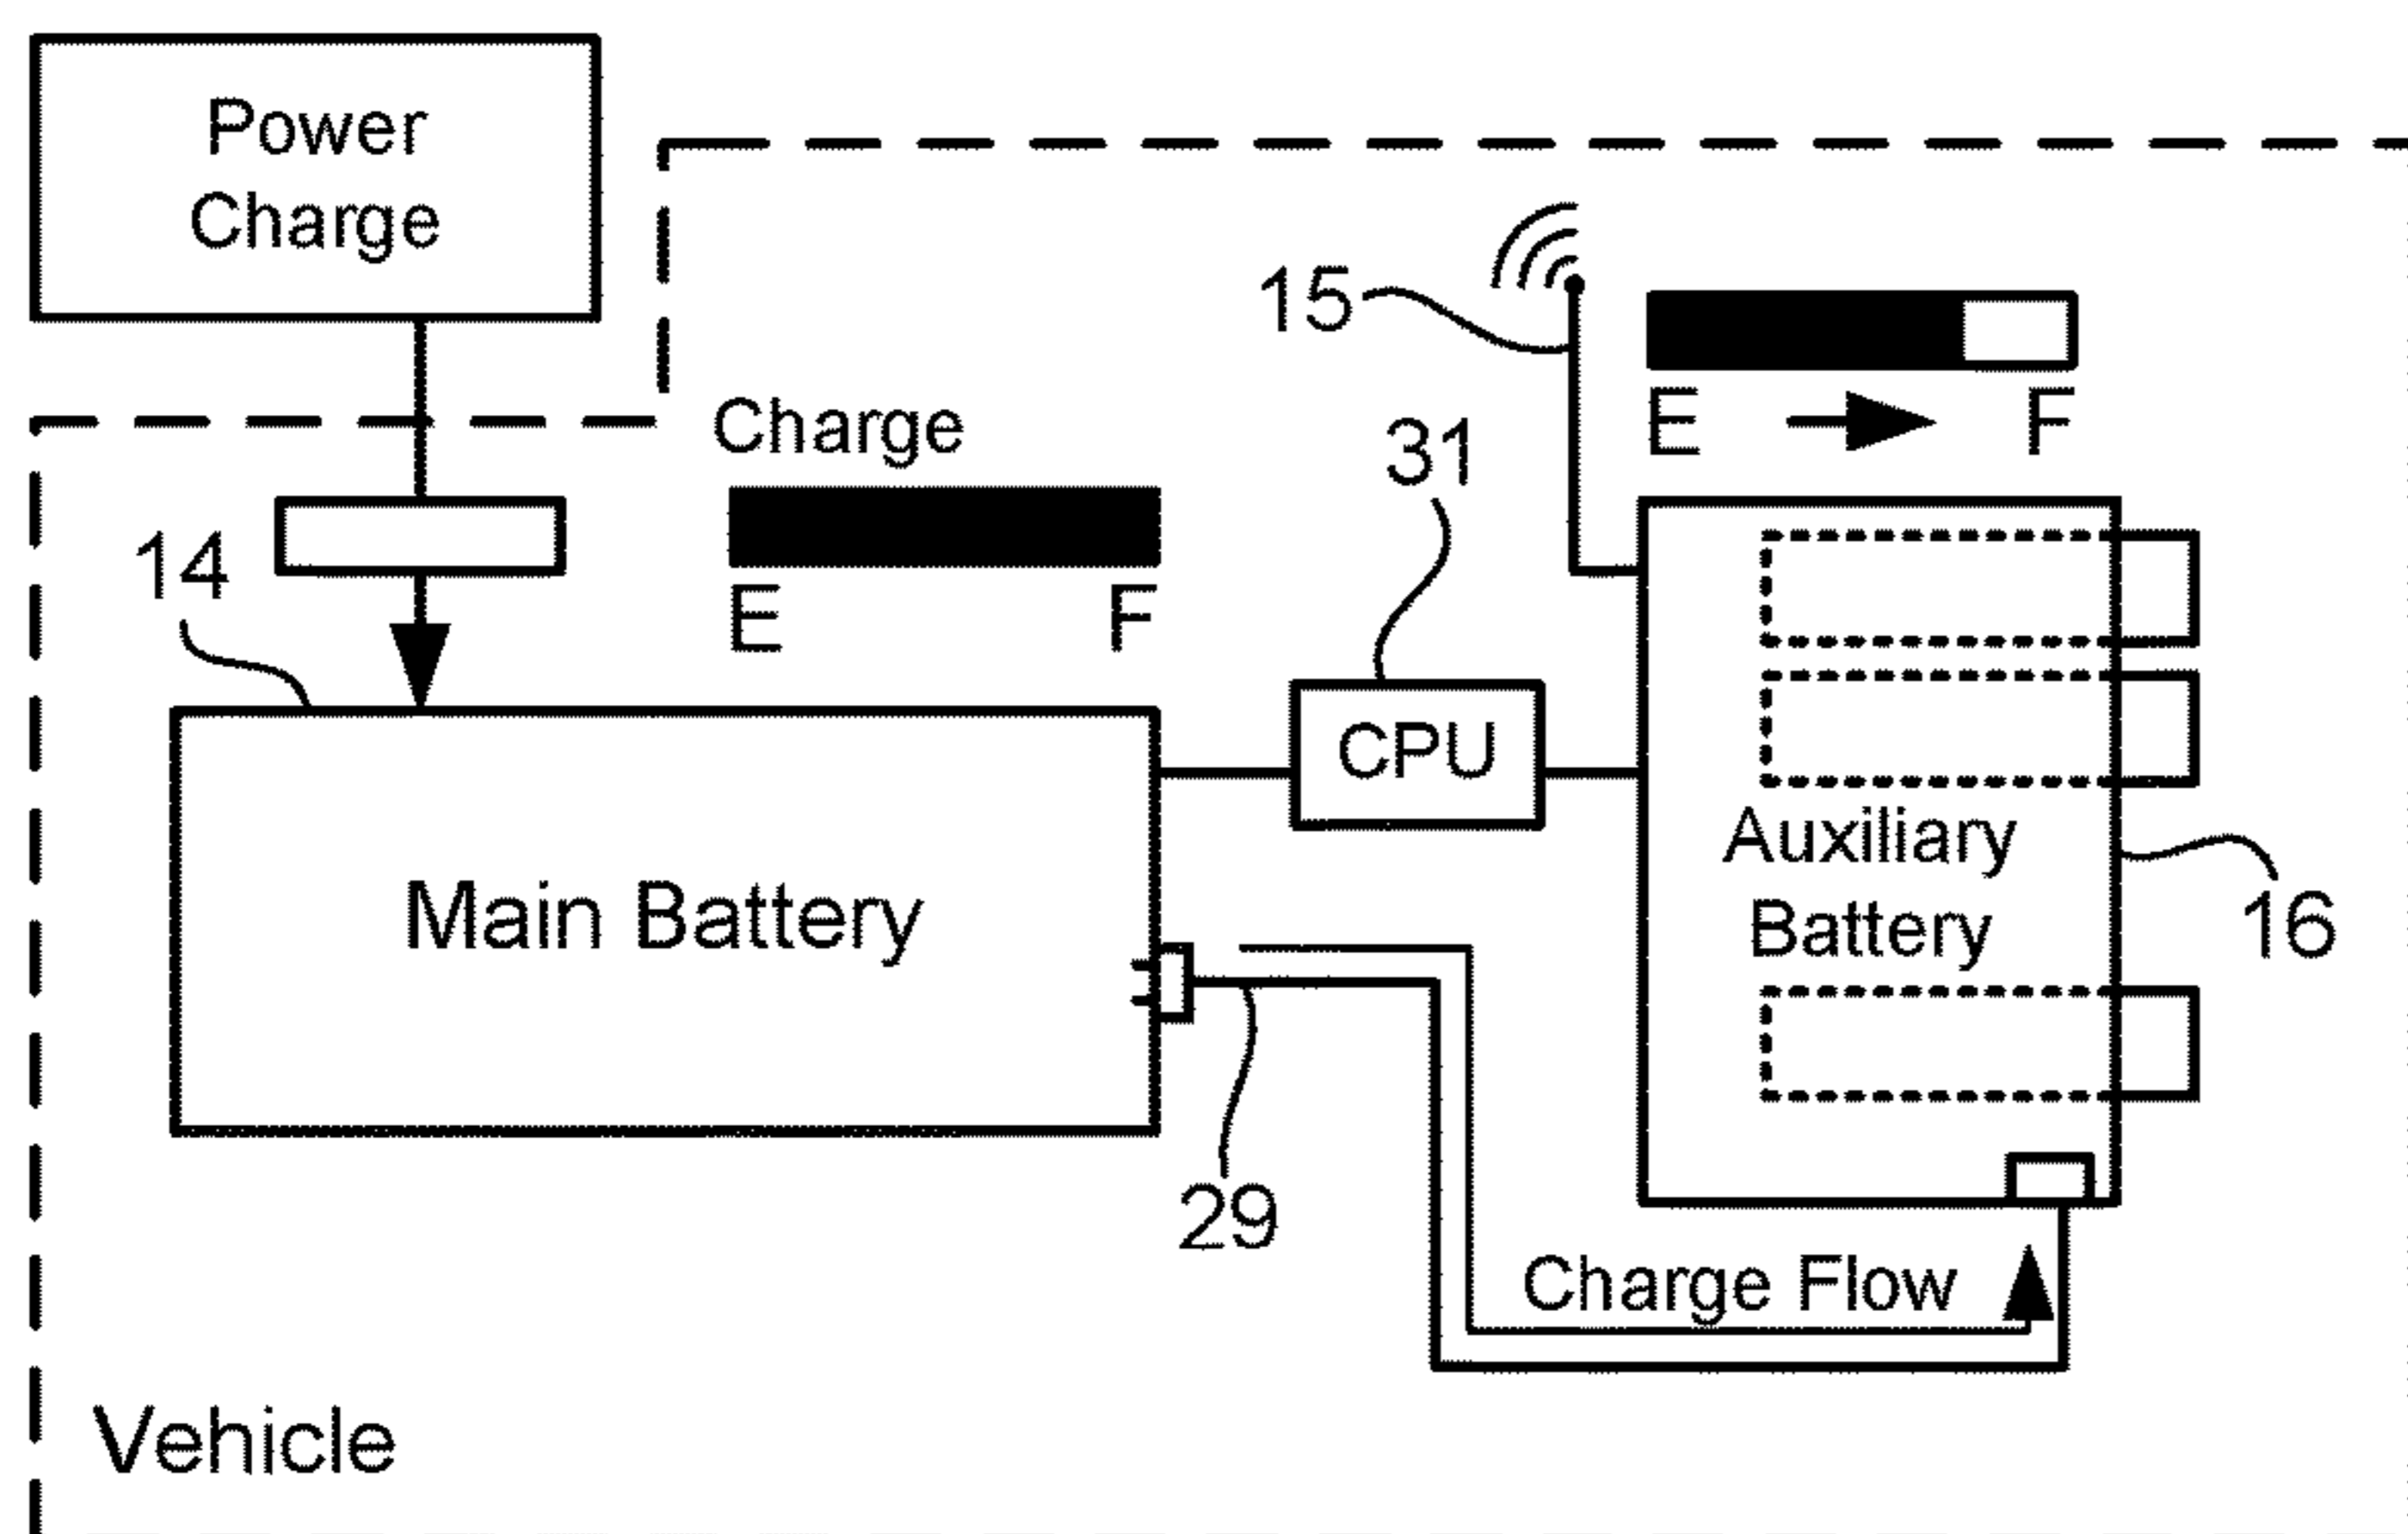 Power
Charge
15
Charge
E F
31
E F
14
CPU
Main Battery
Auxiliary
Battery
16
29
Charge Flow
Vehicle